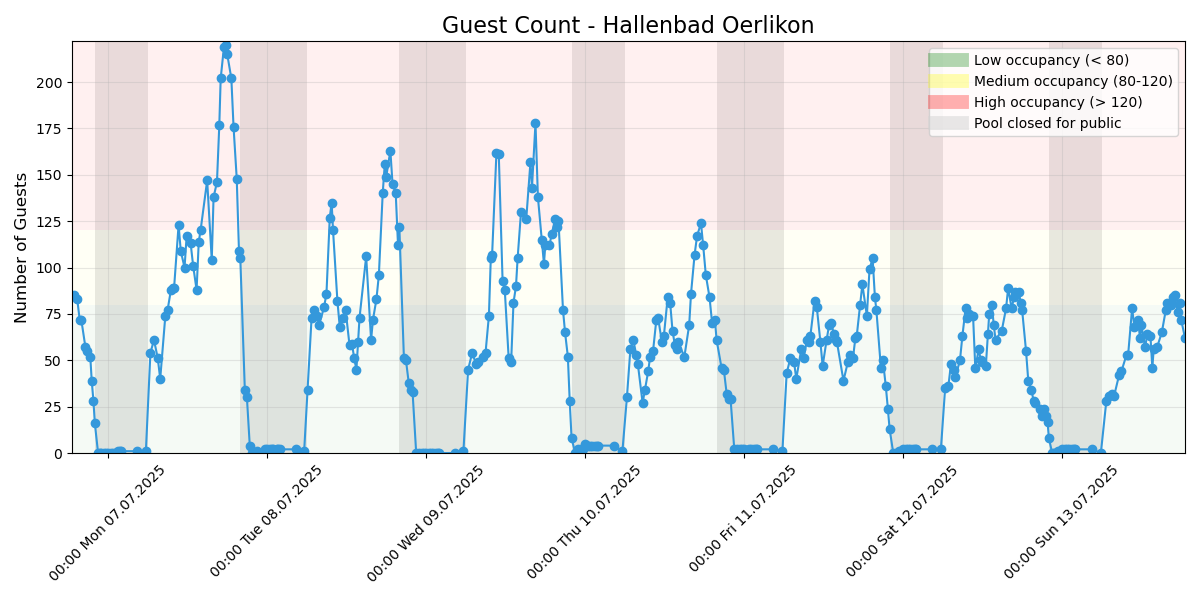 Guest Count - Hallenbad Oerlikon
Number of Guests
200
175
150
125
100
75
50
25
0
Low occupancy (< 80)
Medium occupancy (80-120)
High occupancy (> 120)
Pool closed for public
00:00 Mon 07.07.2025
00:00 Tue 08.07.2025
00:00 Wed 09.07.2025
00:00 Thu 10.07.2025
00:00 Fri 11.07.2025
00:00 Sat 12.07.2025
00:00 Sun 13.07.2025